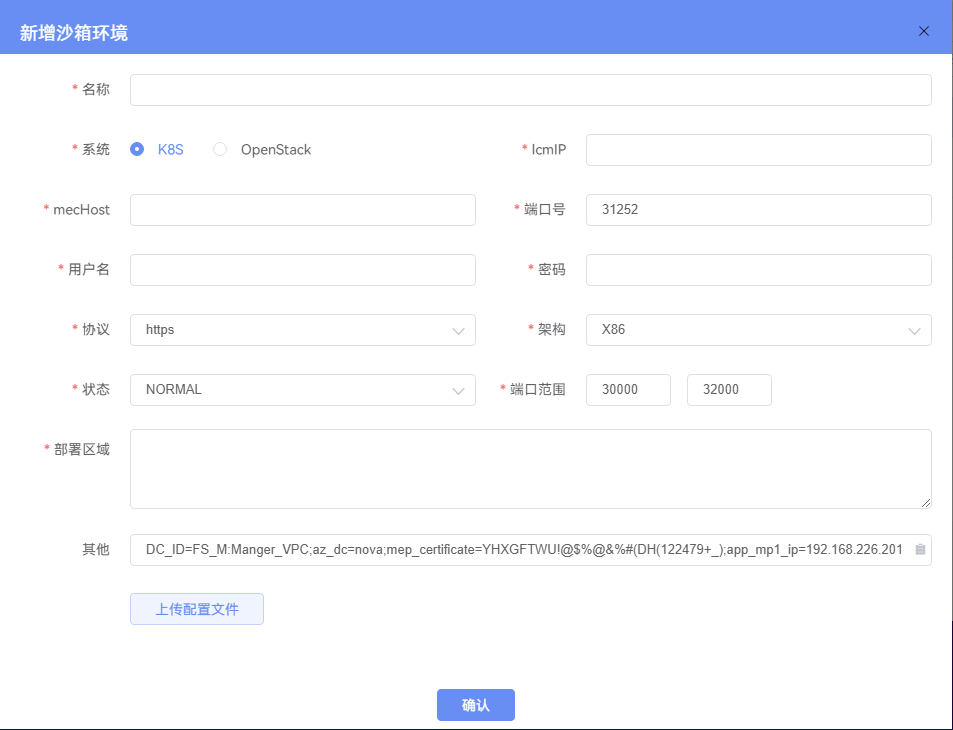 新增沙箱环境
* 名称
* 系统 K8S OpenStack * lcmIP
* mecHost * 端口号 31252
* 用户名 * 密码
* 协议 https * 架构 X86
* 状态 NORMAL * 端口范围 30000 32000
* 部署区域
其他 DC_ID=FS_M:Manger_VPC;az_dc=nova;mep_certificate=YHXGFTWU!@$%@&%#(DH(122479+_);app_mp1_ip=192.168.226.201
上传配置文件
确认